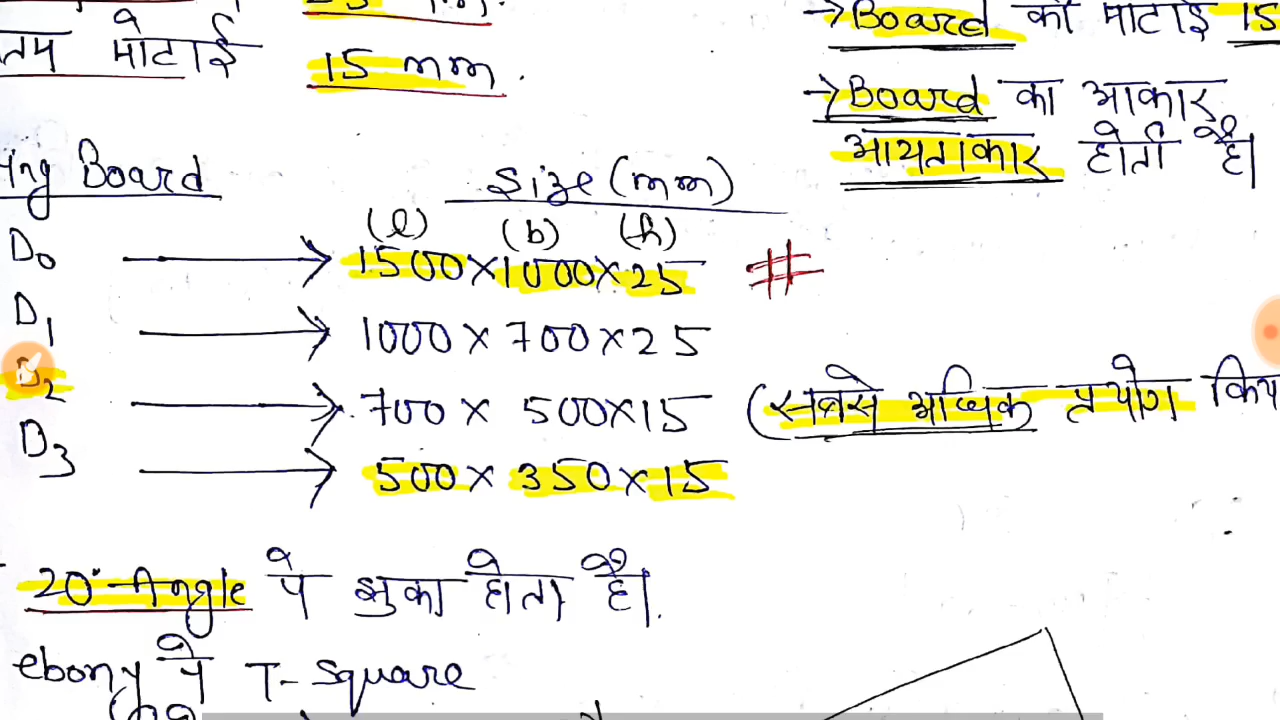 तम मोटाई 15 mm.
→ Board की मोटाई 15
→ Board का आकार
आयताकार होती है।
ing Board Size (mm)
(l) (b) (h)
D0 → 1500×1000×25 #
D1 → 1000×700×25
D2 → 700×500×15 (सबसे अधिक प्रयोग किय
D3 → 500×350×15
20° Angle पे झुका होता है।
ebony पे T-Square